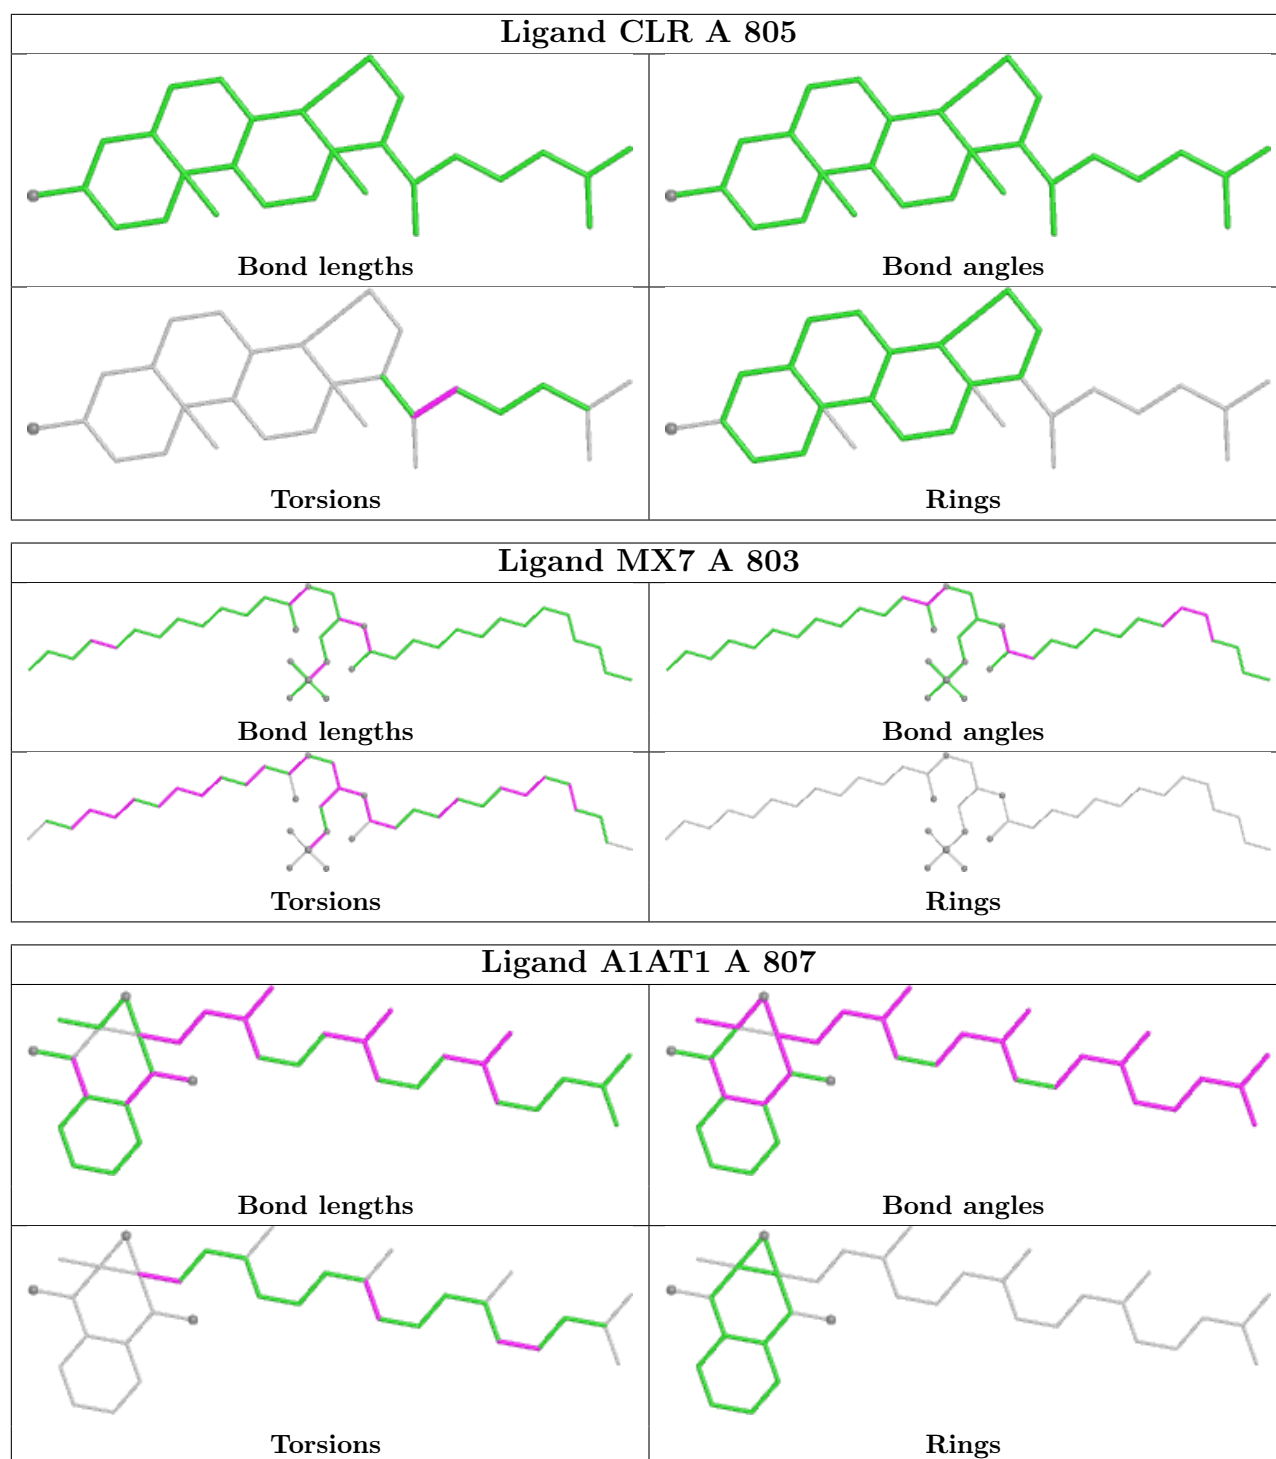 Ligand CLR A 805
Bond lengths
Bond angles
Torsions
Rings
Ligand MX7 A 803
Bond lengths
Bond angles
Torsions
Rings
Ligand A1AT1 A 807
Bond lengths
Bond angles
Torsions
Rings